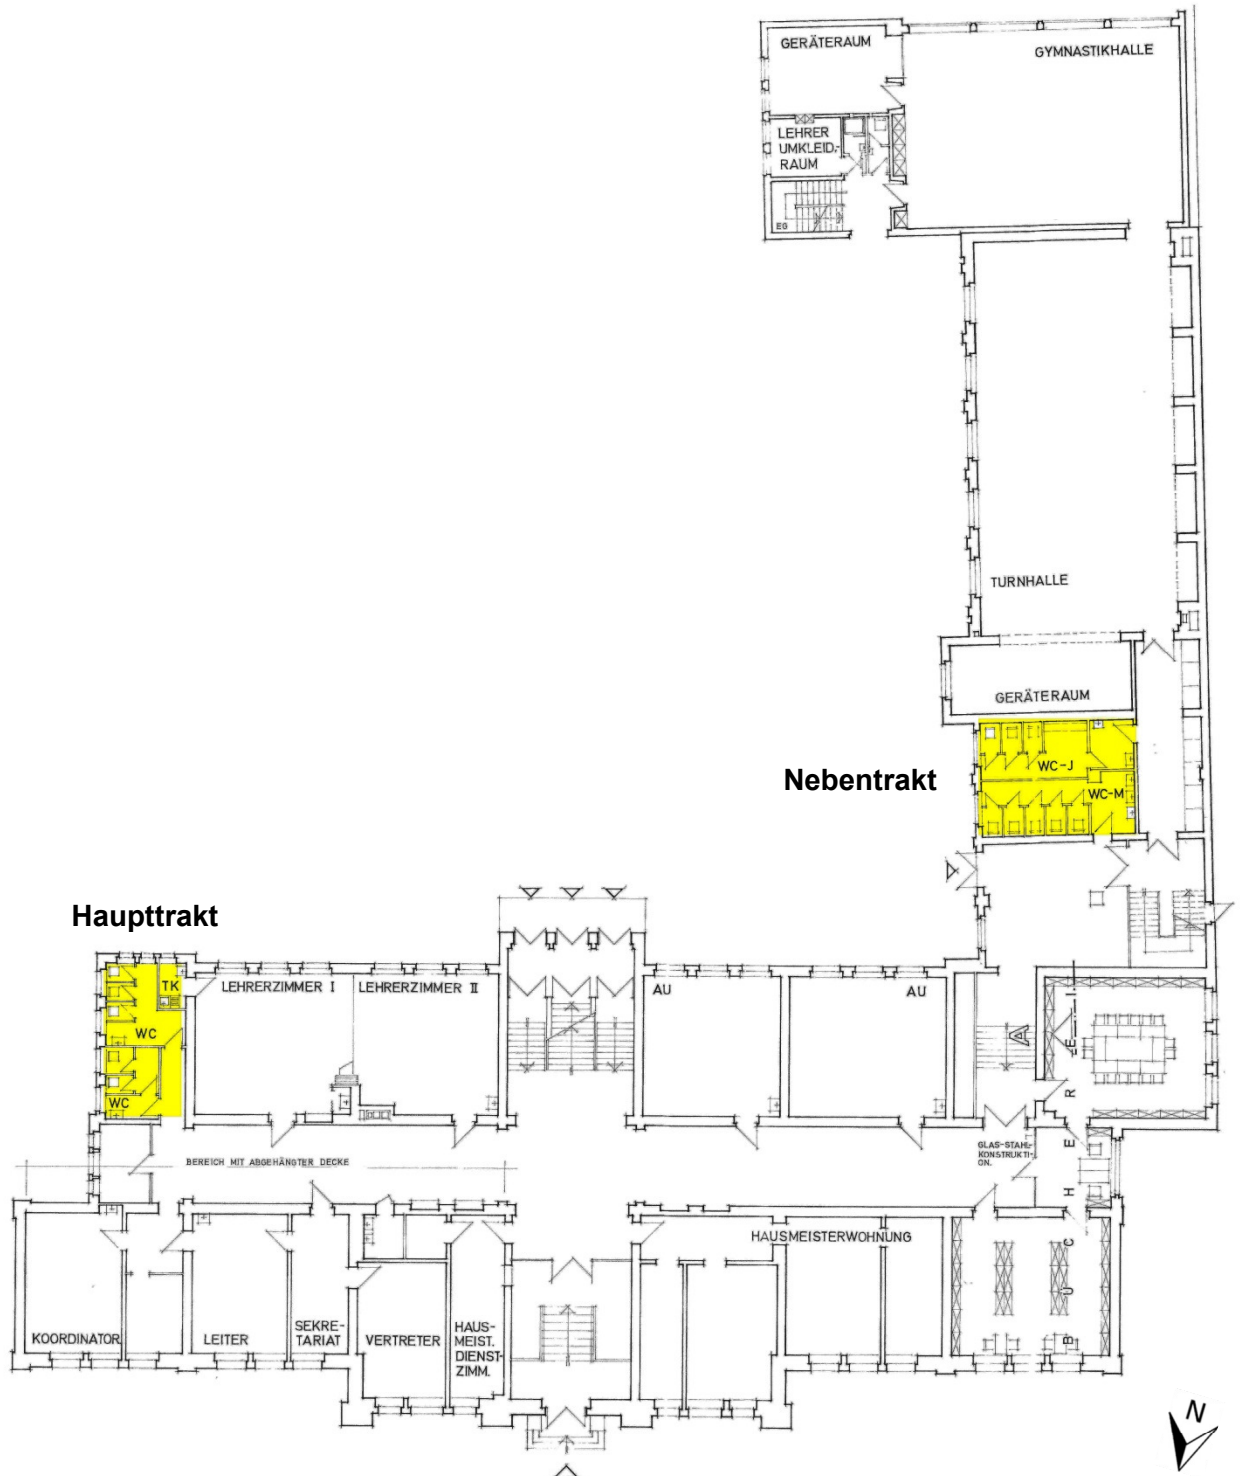 GERÄTERAUM
GYMNASTIKHALLE
LEHRER
UMKLEID.-
RAUM
EG
TURNHALLE
GERÄTERAUM
WC-J
Nebentrakt
WC-M
Haupttrakt
TK
LEHRERZIMMER I
LEHRERZIMMER II
AU
AU
WC
WC
BÜCHEREI
A
GLAS-STAHL-
KONSTRUKTI-
ON.
BEREICH MIT ABGEHÄNGTER DECKE
HAUSMEISTERWOHNUNG
KOORDINATOR
LEITER
SEKRE-
TARIAT
VERTRETER
HAUS-
MEIST.
DIENST-
ZIMM.
N